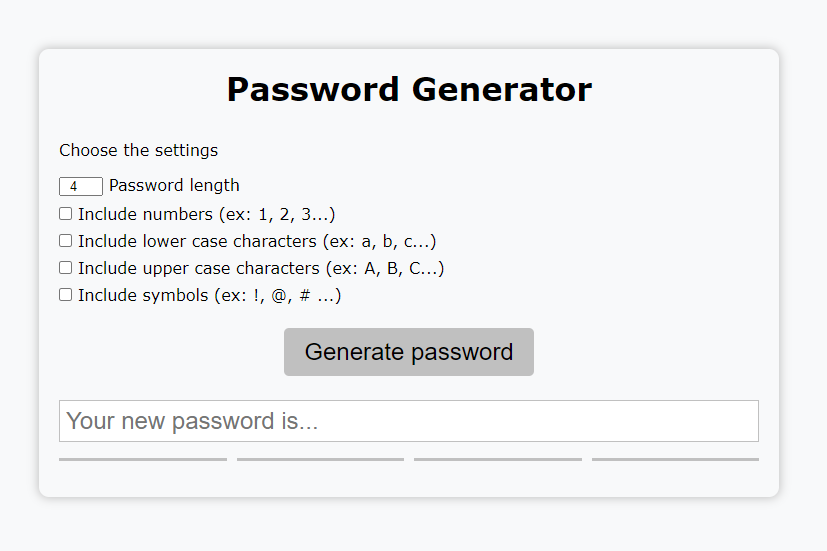 Password Generator
Choose the settings
4 Password length
Include numbers (ex: 1, 2, 3...)
Include lower case characters (ex: a, b, c...)
Include upper case characters (ex: A, B, C...)
Include symbols (ex: !, @, # ...)
Generate password
Your new password is...